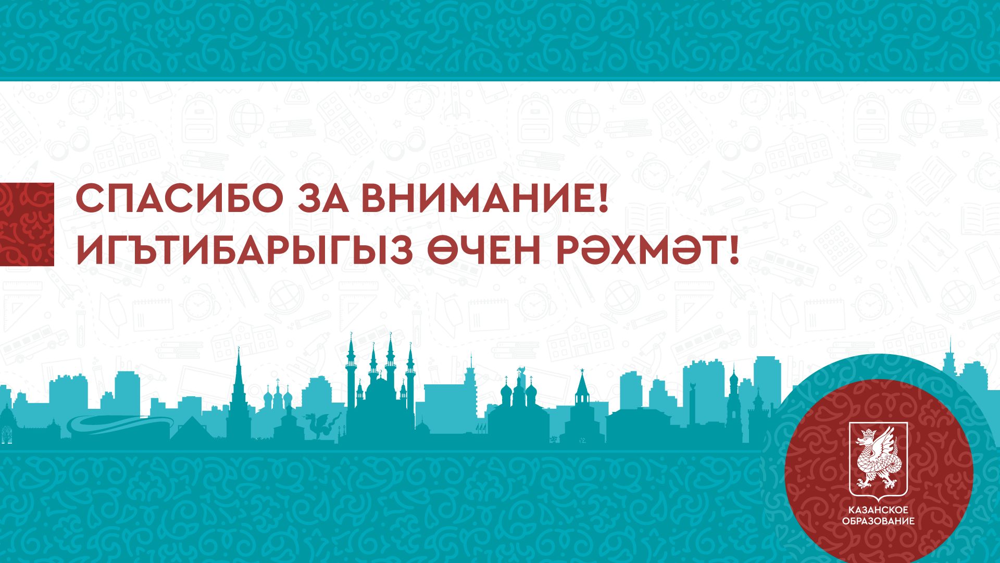 СПАСИБО ЗА ВНИМАНИЕ!
ИГЪТИБАРЫГЫЗ ӨЧЕН РӘХМӘТ!
КАЗАНСКОЕ
ОБРАЗОВАНИЕ